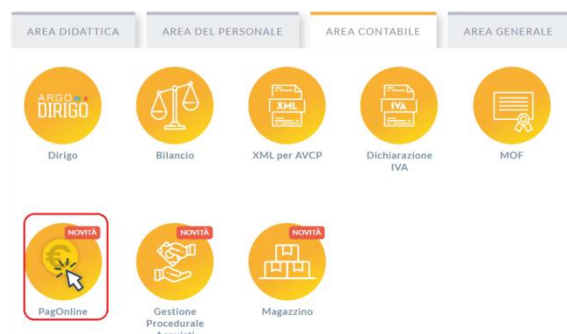 AREA DIDATTICA
AREA DEL PERSONALE
AREA CONTABILE
AREA GENERALE
ARGO
DIRIGO
XML
IVA
Dirigo
Bilancio
XML per AVCP
Dichiarazione
IVA
MOF
NOVITÀ
NOVITÀ
NOVITÀ
PagOnline
Gestione
Procedurale
Acquisti
Magazzino